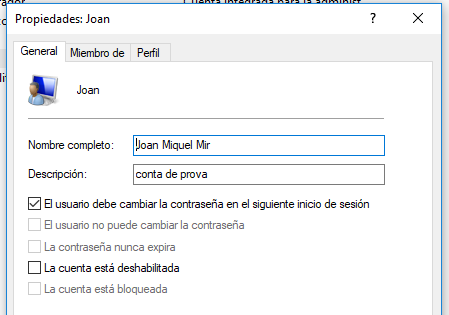 Cuenta integrada para la administ
Propiedades: Joan
?
General
Miembro de
Perfil
Joan
Nombre completo:
Joan Miquel Mir
Descripción:
conta de prova
El usuario debe cambiar la contraseña en el siguiente inicio de sesión
El usuario no puede cambiar la contraseña
La contraseña nunca expira
La cuenta está deshabilitada
La cuenta está bloqueada